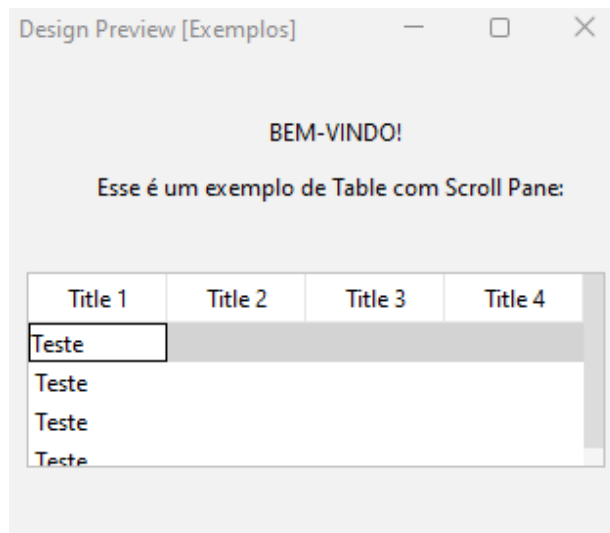 Design Preview [Exemplos]
BEM-VINDO!
Esse é um exemplo de Table com Scroll Pane:
Title 1 Title 2 Title 3 Title 4
Teste
Teste
Teste
Teste